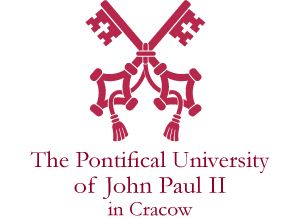 The Pontifical University
of John Paul II
in Cracow